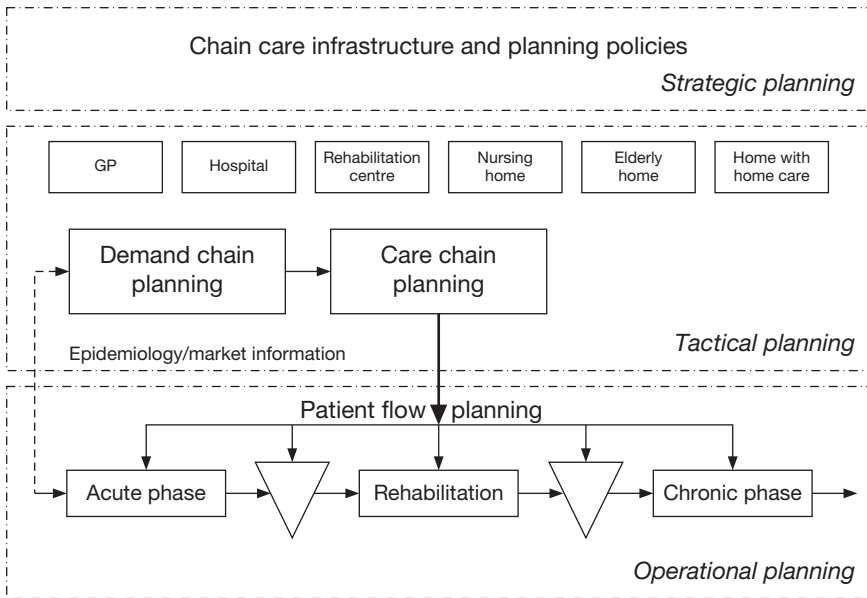 Chain care infrastructure and planning policies
Strategic planning
GP
Hospital
Rehabilitation
centre
Nursing
home
Elderly
home
Home with
home care
Demand chain
planning
Care chain
planning
Epidemiology/market information
Tactical planning
Patient flow planning
Acute phase
Rehabilitation
Chronic phase
Operational planning